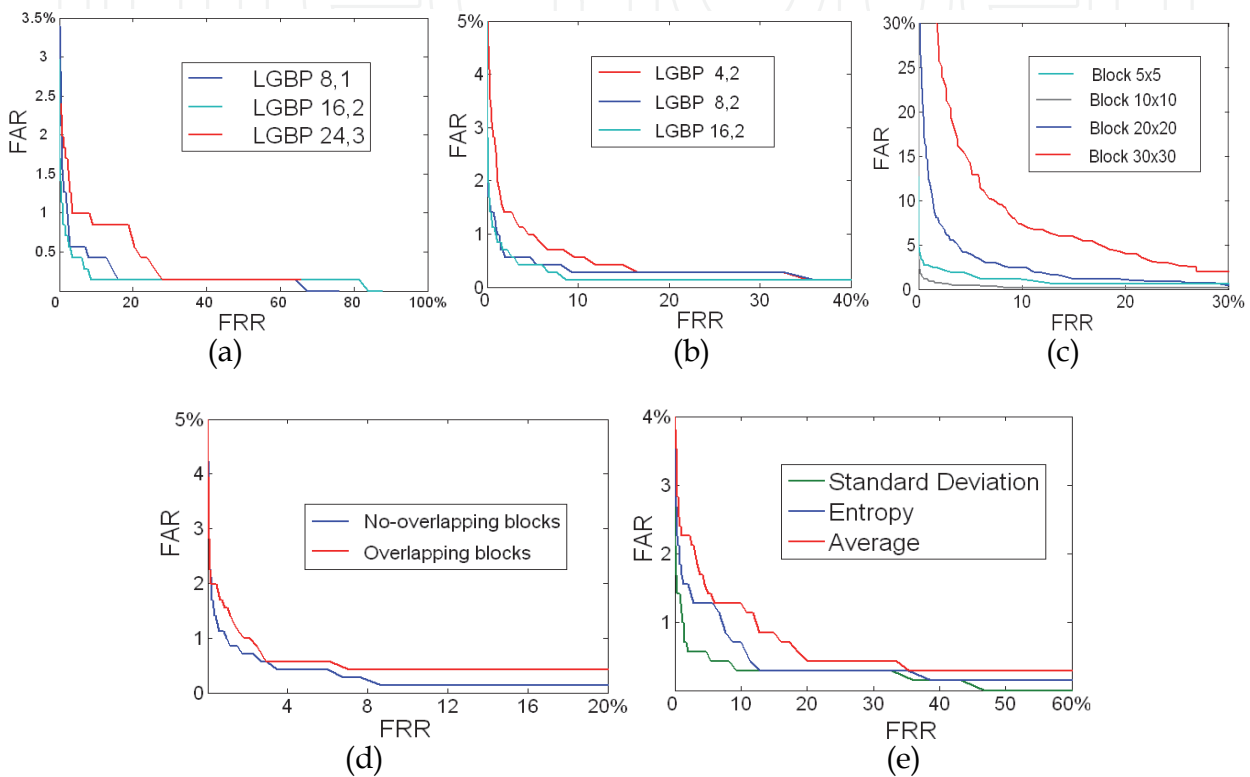 3.5%
3
2.5
2
1.5
1
0.5
FAR
LGBP 8,1
LGBP 16,2
LGBP 24,3
0 20 40 60 80 100%
FRR
(a)
5%
4
3
2
1
0
FAR
LGBP 4,2
LGBP 8,2
LGBP 16,2
0 10 20 30 40%
FRR
(b)
30%
25
20
15
10
5
0
FAR
Block 5x5
Block 10x10
Block 20x20
Block 30x30
10 20 30%
FRR
(c)
5%
4
3
2
1
0
FAR
No-overlapping blocks
Overlapping blocks
4 8 12 16 20%
FRR
(d)
4%
3
2
1
0
FAR
Standard Deviation
Entropy
Average
0 10 20 30 40 50 60%
FRR
(e)